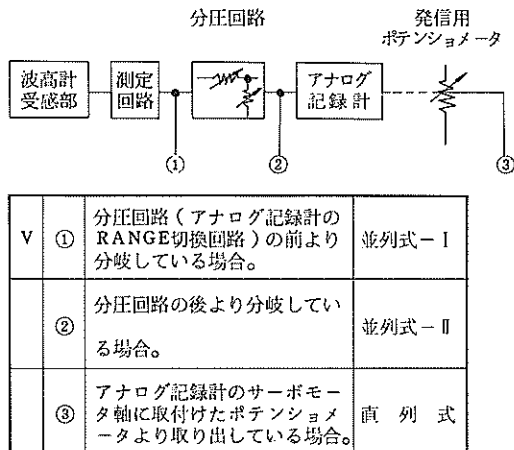 分圧回路
発信用
ポテンショメータ
波高計
受感部
測定
回路
アナログ
記録計
①
②
③
V
①
分圧回路(アナログ記録計の
RANGE切換回路)の前より
分岐している場合。
並列式-Ⅰ
②
分圧回路の後より分岐してい
る場合。
並列式-Ⅱ
③
アナログ記録計のサーボモー
タ軸に取付けたポテンショメ
ータより取り出している場合。
直列式